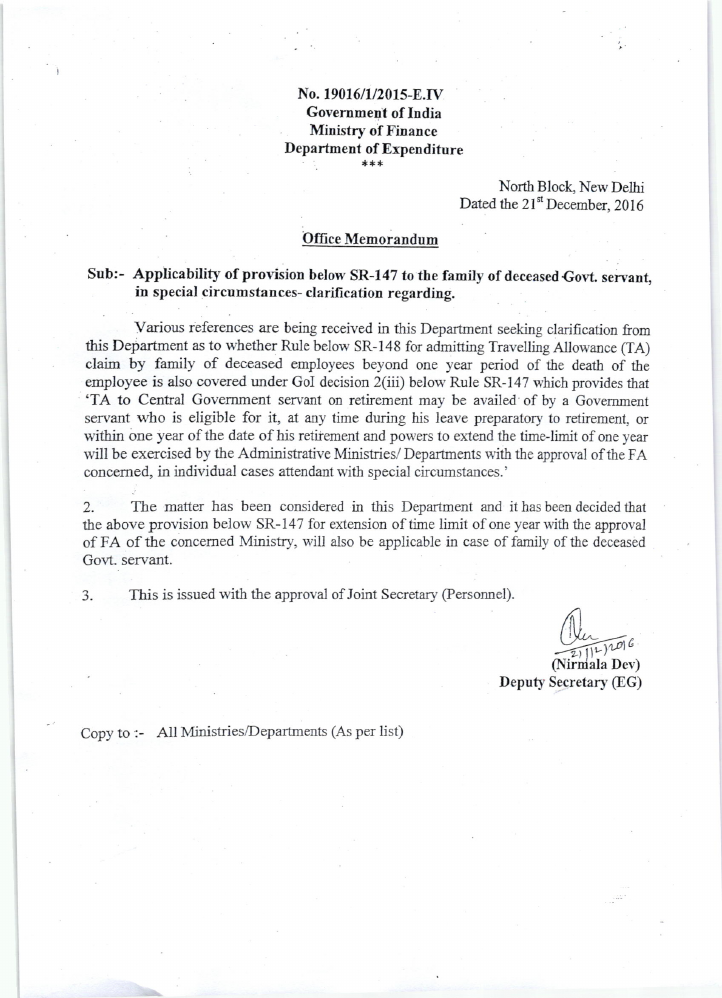 No. 19016/1/2015-E.IV
Government of India
Ministry of Finance
Department of Expenditure
***
North Block, New Delhi
Dated the 21st December, 2016
Office Memorandum
Sub:- Applicability of provision below SR-147 to the family of deceased Govt. servant,
in special circumstances- clarification regarding.
Various references are being received in this Department seeking clarification from
this Department as to whether Rule below SR-148 for admitting Travelling Allowance (TA)
claim by family of deceased employees beyond one year period of the death of the
employee is also covered under GoI decision 2(iii) below Rule SR-147 which provides that
'TA to Central Government servant on retirement may be availed of by a Government
servant who is eligible for it, at any time during his leave preparatory to retirement, or
within one year of the date of his retirement and powers to extend the time-limit of one year
will be exercised by the Administrative Ministries/ Departments with the approval of the FA
concerned, in individual cases attendant with special circumstances.'
2. The matter has been considered in this Department and it has been decided that
the above provision below SR-147 for extension of time limit of one year with the approval
of FA of the concerned Ministry, will also be applicable in case of family of the deceased
Govt. servant.
3. This is issued with the approval of Joint Secretary (Personnel).
21/12/2016
(Nirmala Dev)
Deputy Secretary (EG)
Copy to :- All Ministries/Departments (As per list)